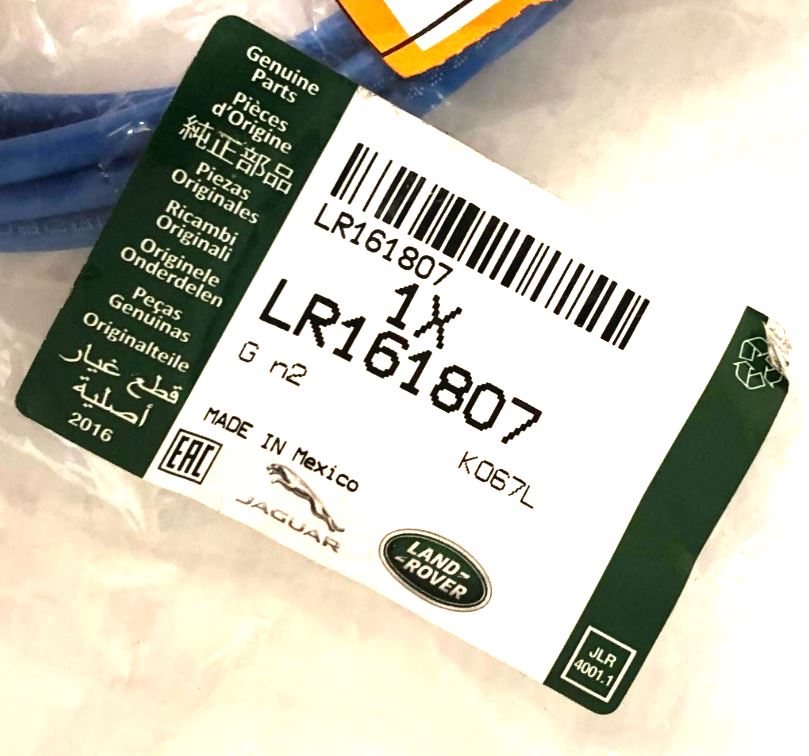 Genuine
Parts
Pièces
d'Origine
純正部品
Piezas
Originales
Ricambi
Originali
Originele
Onderdelen
Peças
Genuinas
Originalteile
قطع غيار
أصلية
2016
LR161807
1X
LR161807
G n2
K067L
MADE IN Mexico
EAC
JAGUAR
LAND-
-ROVER
JLR
4001.1